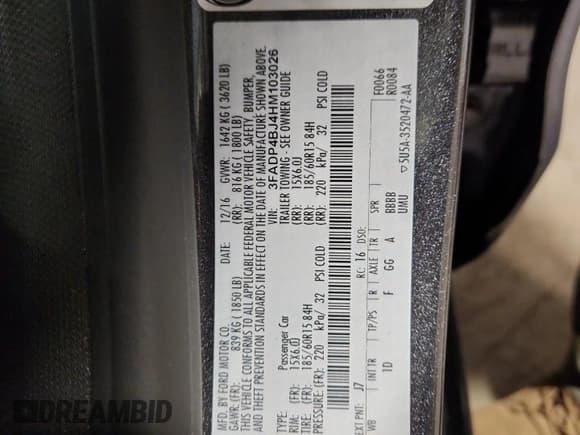 MFG. BY FORD MOTOR CO.
DATE: 12/16 GVWR: 1642 KG ( 3620 LB)
GAWR: (FR): 839 KG ( 1850 LB) (RR): 816 KG ( 1800 LB)
THIS VEHICLE CONFORMS TO ALL APPLICABLE FEDERAL MOTOR VEHICLE SAFETY, BUMPER,
AND THEFT PREVENTION STANDARDS IN EFFECT ON THE DATE OF MANUFACTURE SHOWN ABOVE.
VIN: 3FADP4BJ4HM103026
TYPE: Passenger Car TRAILER TOWING - SEE OWNER GUIDE
RIM: (FR): 15X6.0J (RR): 15X6.0J
TIRE: (FR): 185/60R15 84H (RR): 185/60R15 84H
PRESSURE: (FR): 220 kPa/ 32 PSI COLD (RR): 220 kPa/ 32 PSI COLD
EXT PNT: J7 RC: 16 DSO: F0066
R0084
WB INT TR TP/PS R AXLE TR SPR
1D F GG A BBBB
UMU
5U5A-3520472-AA
DREAMBID